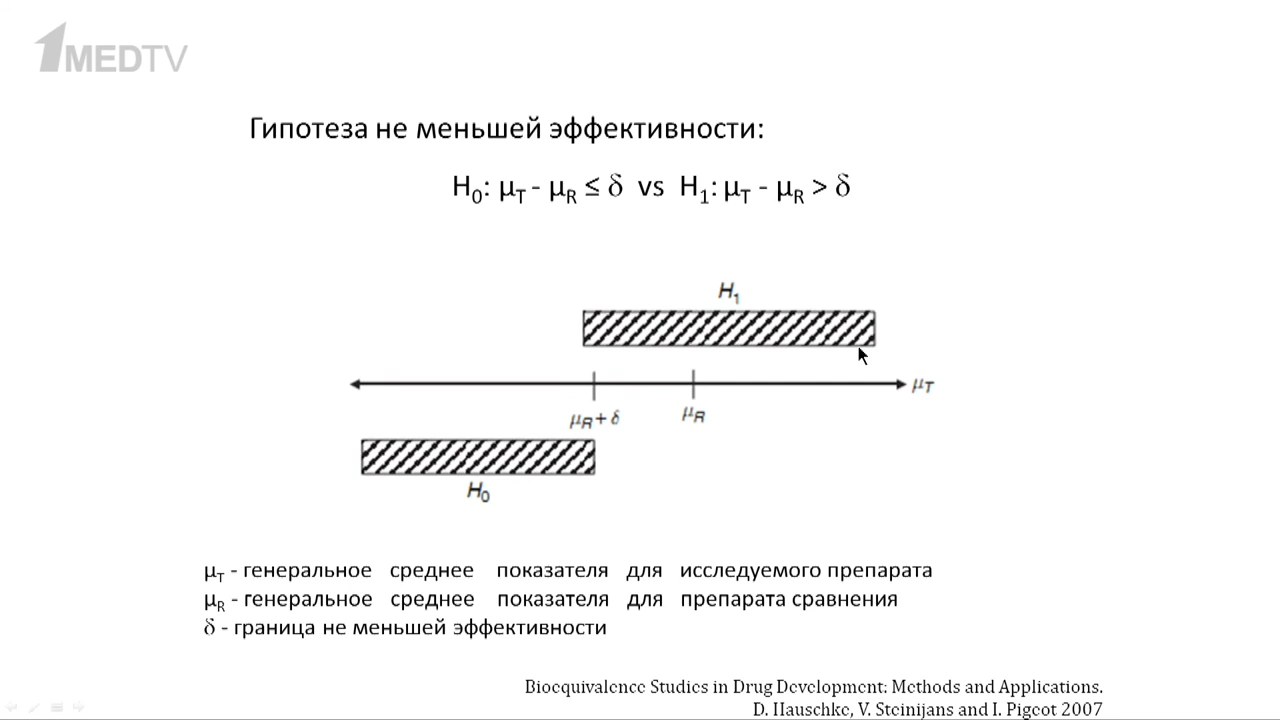 1MEDTV
Гипотеза не меньшей эффективности:
H₀: μT - μR ≤ δ vs H₁: μT - μR > δ
H₁
μT
μR + δ μR
H₀
μT - генеральное среднее показателя для исследуемого препарата
μR - генеральное среднее показателя для препарата сравнения
δ - граница не меньшей эффективности
Bioequivalence Studies in Drug Development: Methods and Applications.
D. Hauschke, V. Steinijans and I. Pigeot 2007